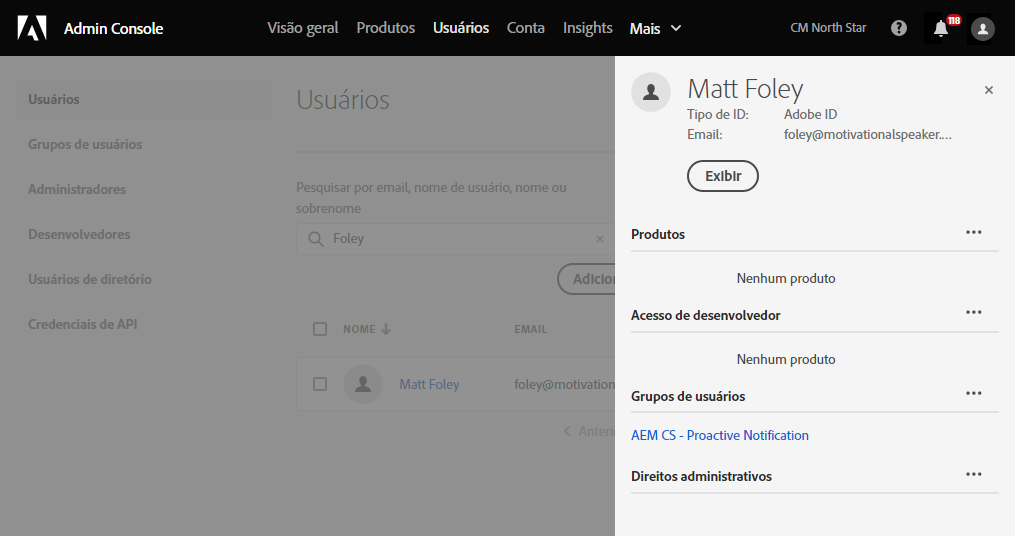 Admin Console
Visão geral
Produtos
Usuários
Conta
Insights
Mais
CM North Star
118
Usuários
Grupos de usuários
Administradores
Desenvolvedores
Usuários de diretório
Credenciais de API
Usuários
Pesquisar por email, nome de usuário, nome ou
sobrenome
Foley
Adicion
NOME
EMAIL
Matt Foley
foley@motivation
Anteri
Matt Foley
Tipo de ID: Adobe ID
Email: foley@motivationalspeaker....
Exibir
Produtos
Nenhum produto
Acesso de desenvolvedor
Nenhum produto
Grupos de usuários
AEM CS - Proactive Notification
Direitos administrativos